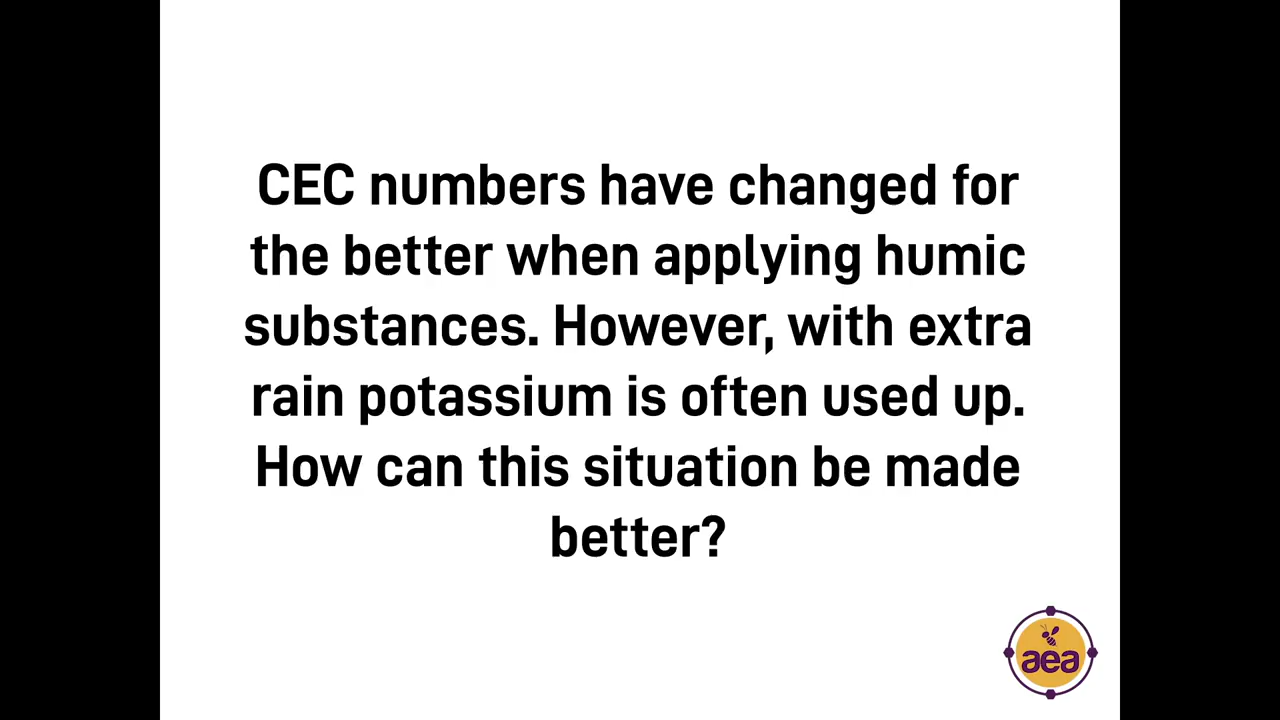 CEC numbers have changed for
the better when applying humic
substances. However, with extra
rain potassium is often used up.
How can this situation be made
better?
aea